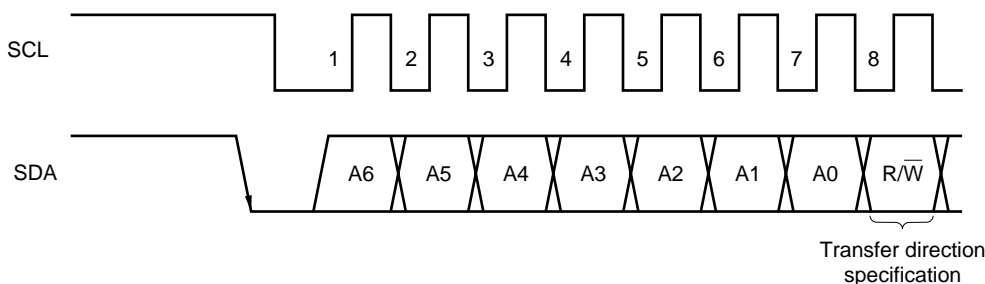 SCL
1 2 3 4 5 6 7 8
SDA
A6 A5 A4 A3 A2 A1 A0 R/W̅
Transfer direction
specification